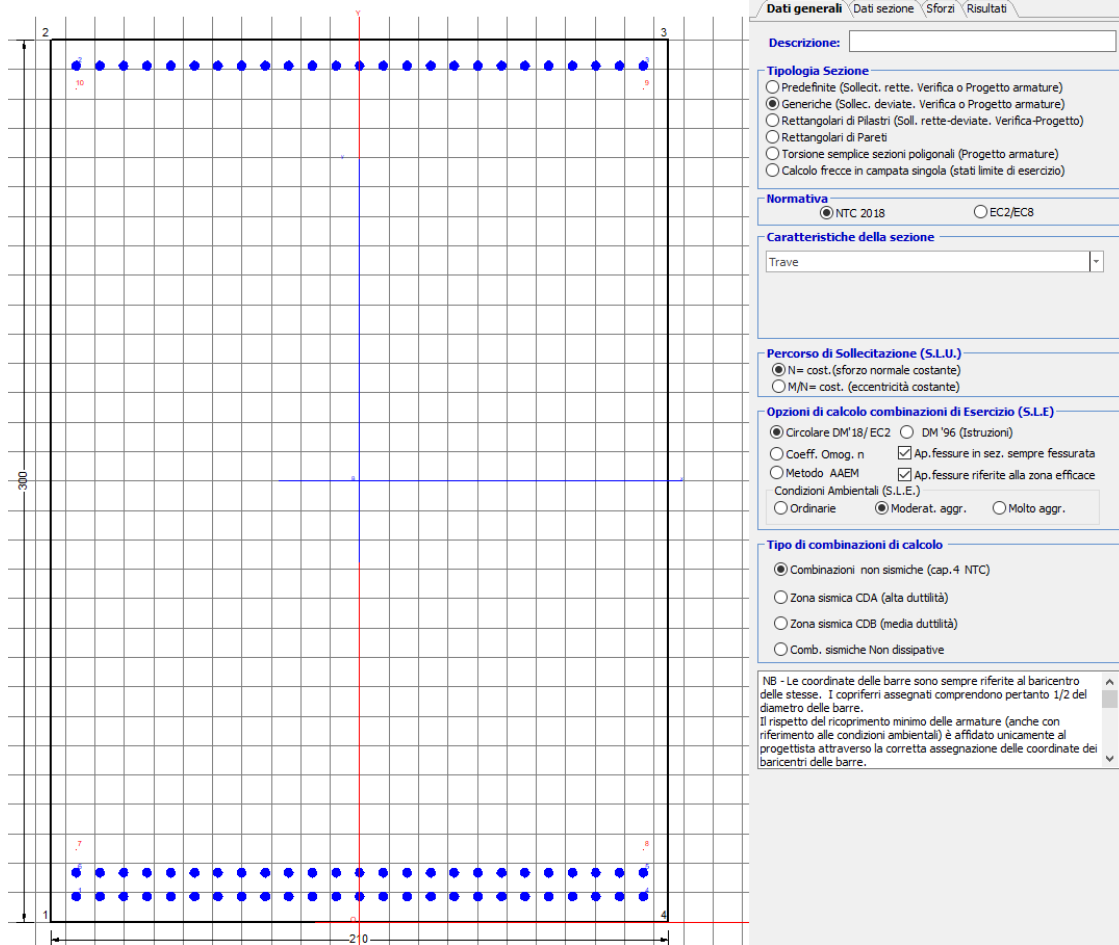 Y
2
3
2
3
10
9
300
G
7
8
6
5
1
4
1
O
4
210
Dati generali
Dati sezione
Sforzi
Risultati
Descrizione:
Tipologia Sezione
Predefinite (Sollecit. rette. Verifica o Progetto armature)
Generiche (Sollec. deviate. Verifica o Progetto armature)
Rettangolari di Pilastri (Soll. rette-deviate. Verifica-Progetto)
Rettangolari di Pareti
Torsione semplice sezioni poligonali (Progetto armature)
Calcolo frecce in campata singola (stati limite di esercizio)
Normativa
NTC 2018
EC2/EC8
Caratteristiche della sezione
Trave
Percorso di Sollecitazione (S.L.U.)
N= cost.(sforzo normale costante)
M/N= cost. (eccentricità costante)
Opzioni di calcolo combinazioni di Esercizio (S.L.E)
Circolare DM'18/ EC2
DM '96 (Istruzioni)
Coeff. Omog. n
Ap.fessure in sez. sempre fessurata
Metodo AAEM
Ap.fessure riferite alla zona efficace
Condizioni Ambientali (S.L.E.)
Ordinarie
Moderat. aggr.
Molto aggr.
Tipo di combinazioni di calcolo
Combinazioni non sismiche (cap.4 NTC)
Zona sismica CDA (alta duttilità)
Zona sismica CDB (media duttilità)
Comb. sismiche Non dissipative
NB - Le coordinate delle barre sono sempre riferite al baricentro
delle stesse. I copriferri assegnati comprendono pertanto 1/2 del
diametro delle barre.
Il rispetto del ricoprimento minimo delle armature (anche con
riferimento alle condizioni ambientali) è affidato unicamente al
progettista attraverso la corretta assegnazione delle coordinate dei
baricentri delle barre.